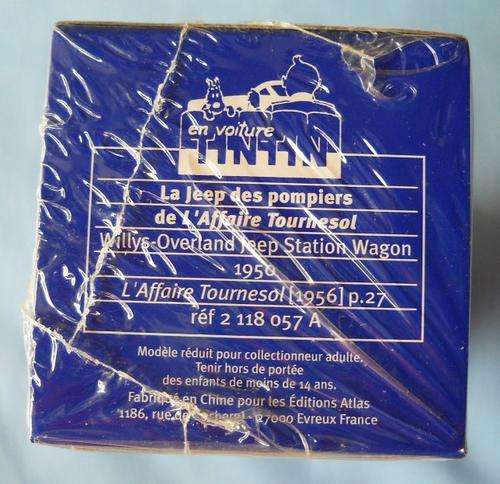 en voiture
TINTIN
La Jeep des pompiers
de L'Affaire Tournesol
Willys-Overland Jeep Station Wagon
1950
L'Affaire Tournesol [1956] p.27
réf 2 118 057 A
Modèle réduit pour collectionneur adulte.
Tenir hors de portée
des enfants de moins de 14 ans.
Fabriqué en Chine pour les Éditions Atlas
1186, rue de Cocherel - 27000 Evreux France